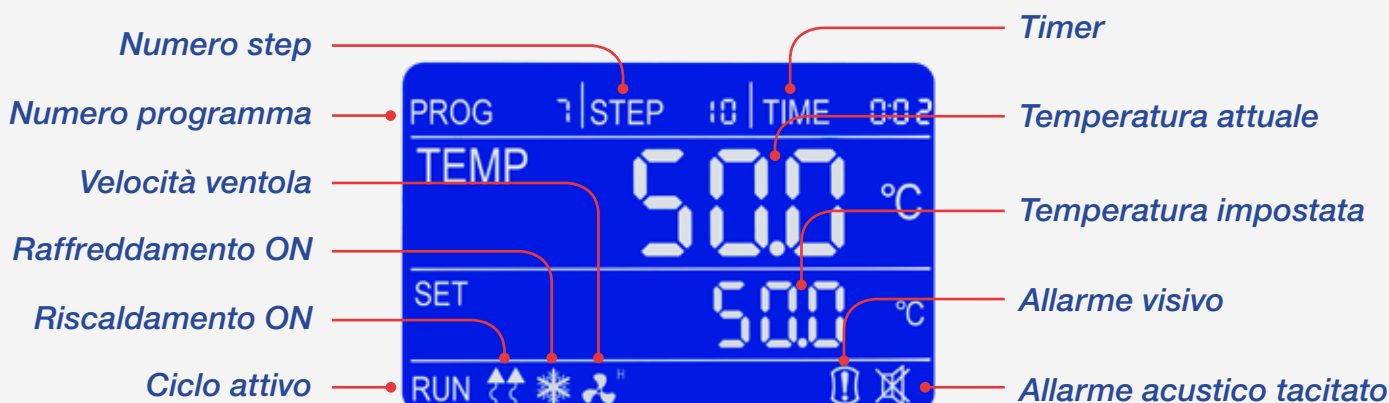 Numero step
Numero programma
Velocità ventola
Raffreddamento ON
Riscaldamento ON
Ciclo attivo
PROG 7 STEP 10 TIME 0:02
TEMP 50.0 °C
SET 50.0 °C
RUN H
Timer
Temperatura attuale
Temperatura impostata
Allarme visivo
Allarme acustico tacitato